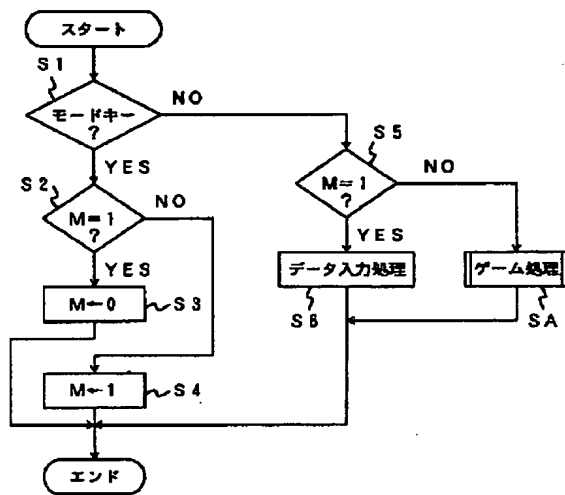 スタート
S1
モードキー
?
NO
YES
S2
M=1
?
NO
YES
M←0
S3
M←1
S4
エンド
S5
M=1
?
NO
YES
データ入力処理
SB
ゲーム処理
SA